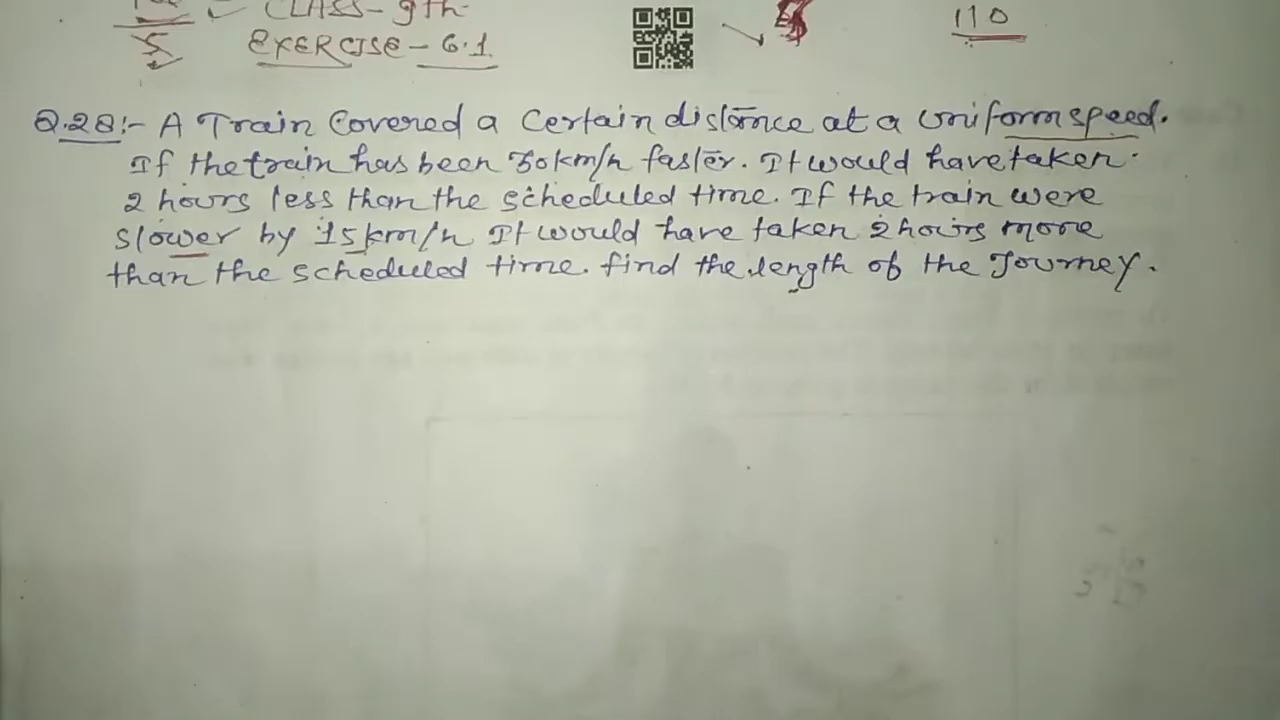 CLASS- 9th.
EXERCISE - 6.1
110
Q.28:- A Train Covered a Certain distance at a uniform speed.
If the train has been 30km/h faster. It would have taken
2 hours less than the scheduled time. If the train were
slower by 15km/h It would have taken 2 hours more
than the scheduled time. find the length of the Journey.